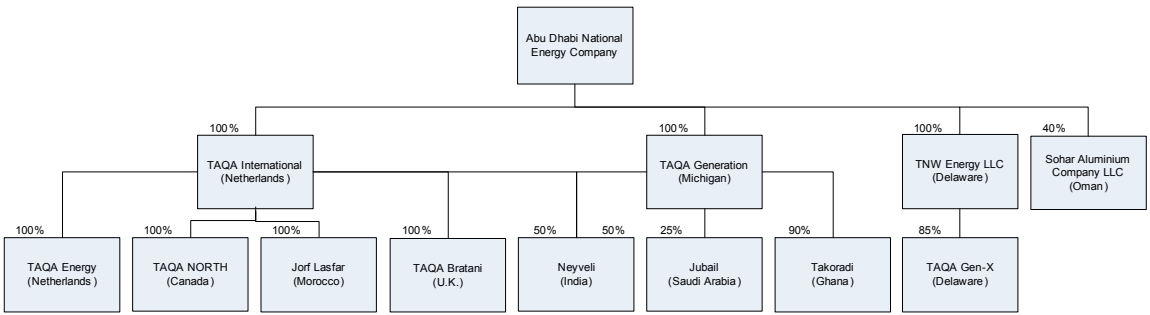 Abu Dhabi National
Energy Company
100%
100%
100%
40%
TAQA International
(Netherlands)
TAQA Generation
(Michigan)
TNW Energy LLC
(Delaware)
Sohar Aluminium
Company LLC
(Oman)
100%
100%
100%
100%
50%
50%
25%
90%
85%
TAQA Energy
(Netherlands)
TAQA NORTH
(Canada)
Jorf Lasfar
(Morocco)
TAQA Bratani
(U.K.)
Neyveli
(India)
Jubail
(Saudi Arabia)
Takoradi
(Ghana)
TAQA Gen-X
(Delaware)